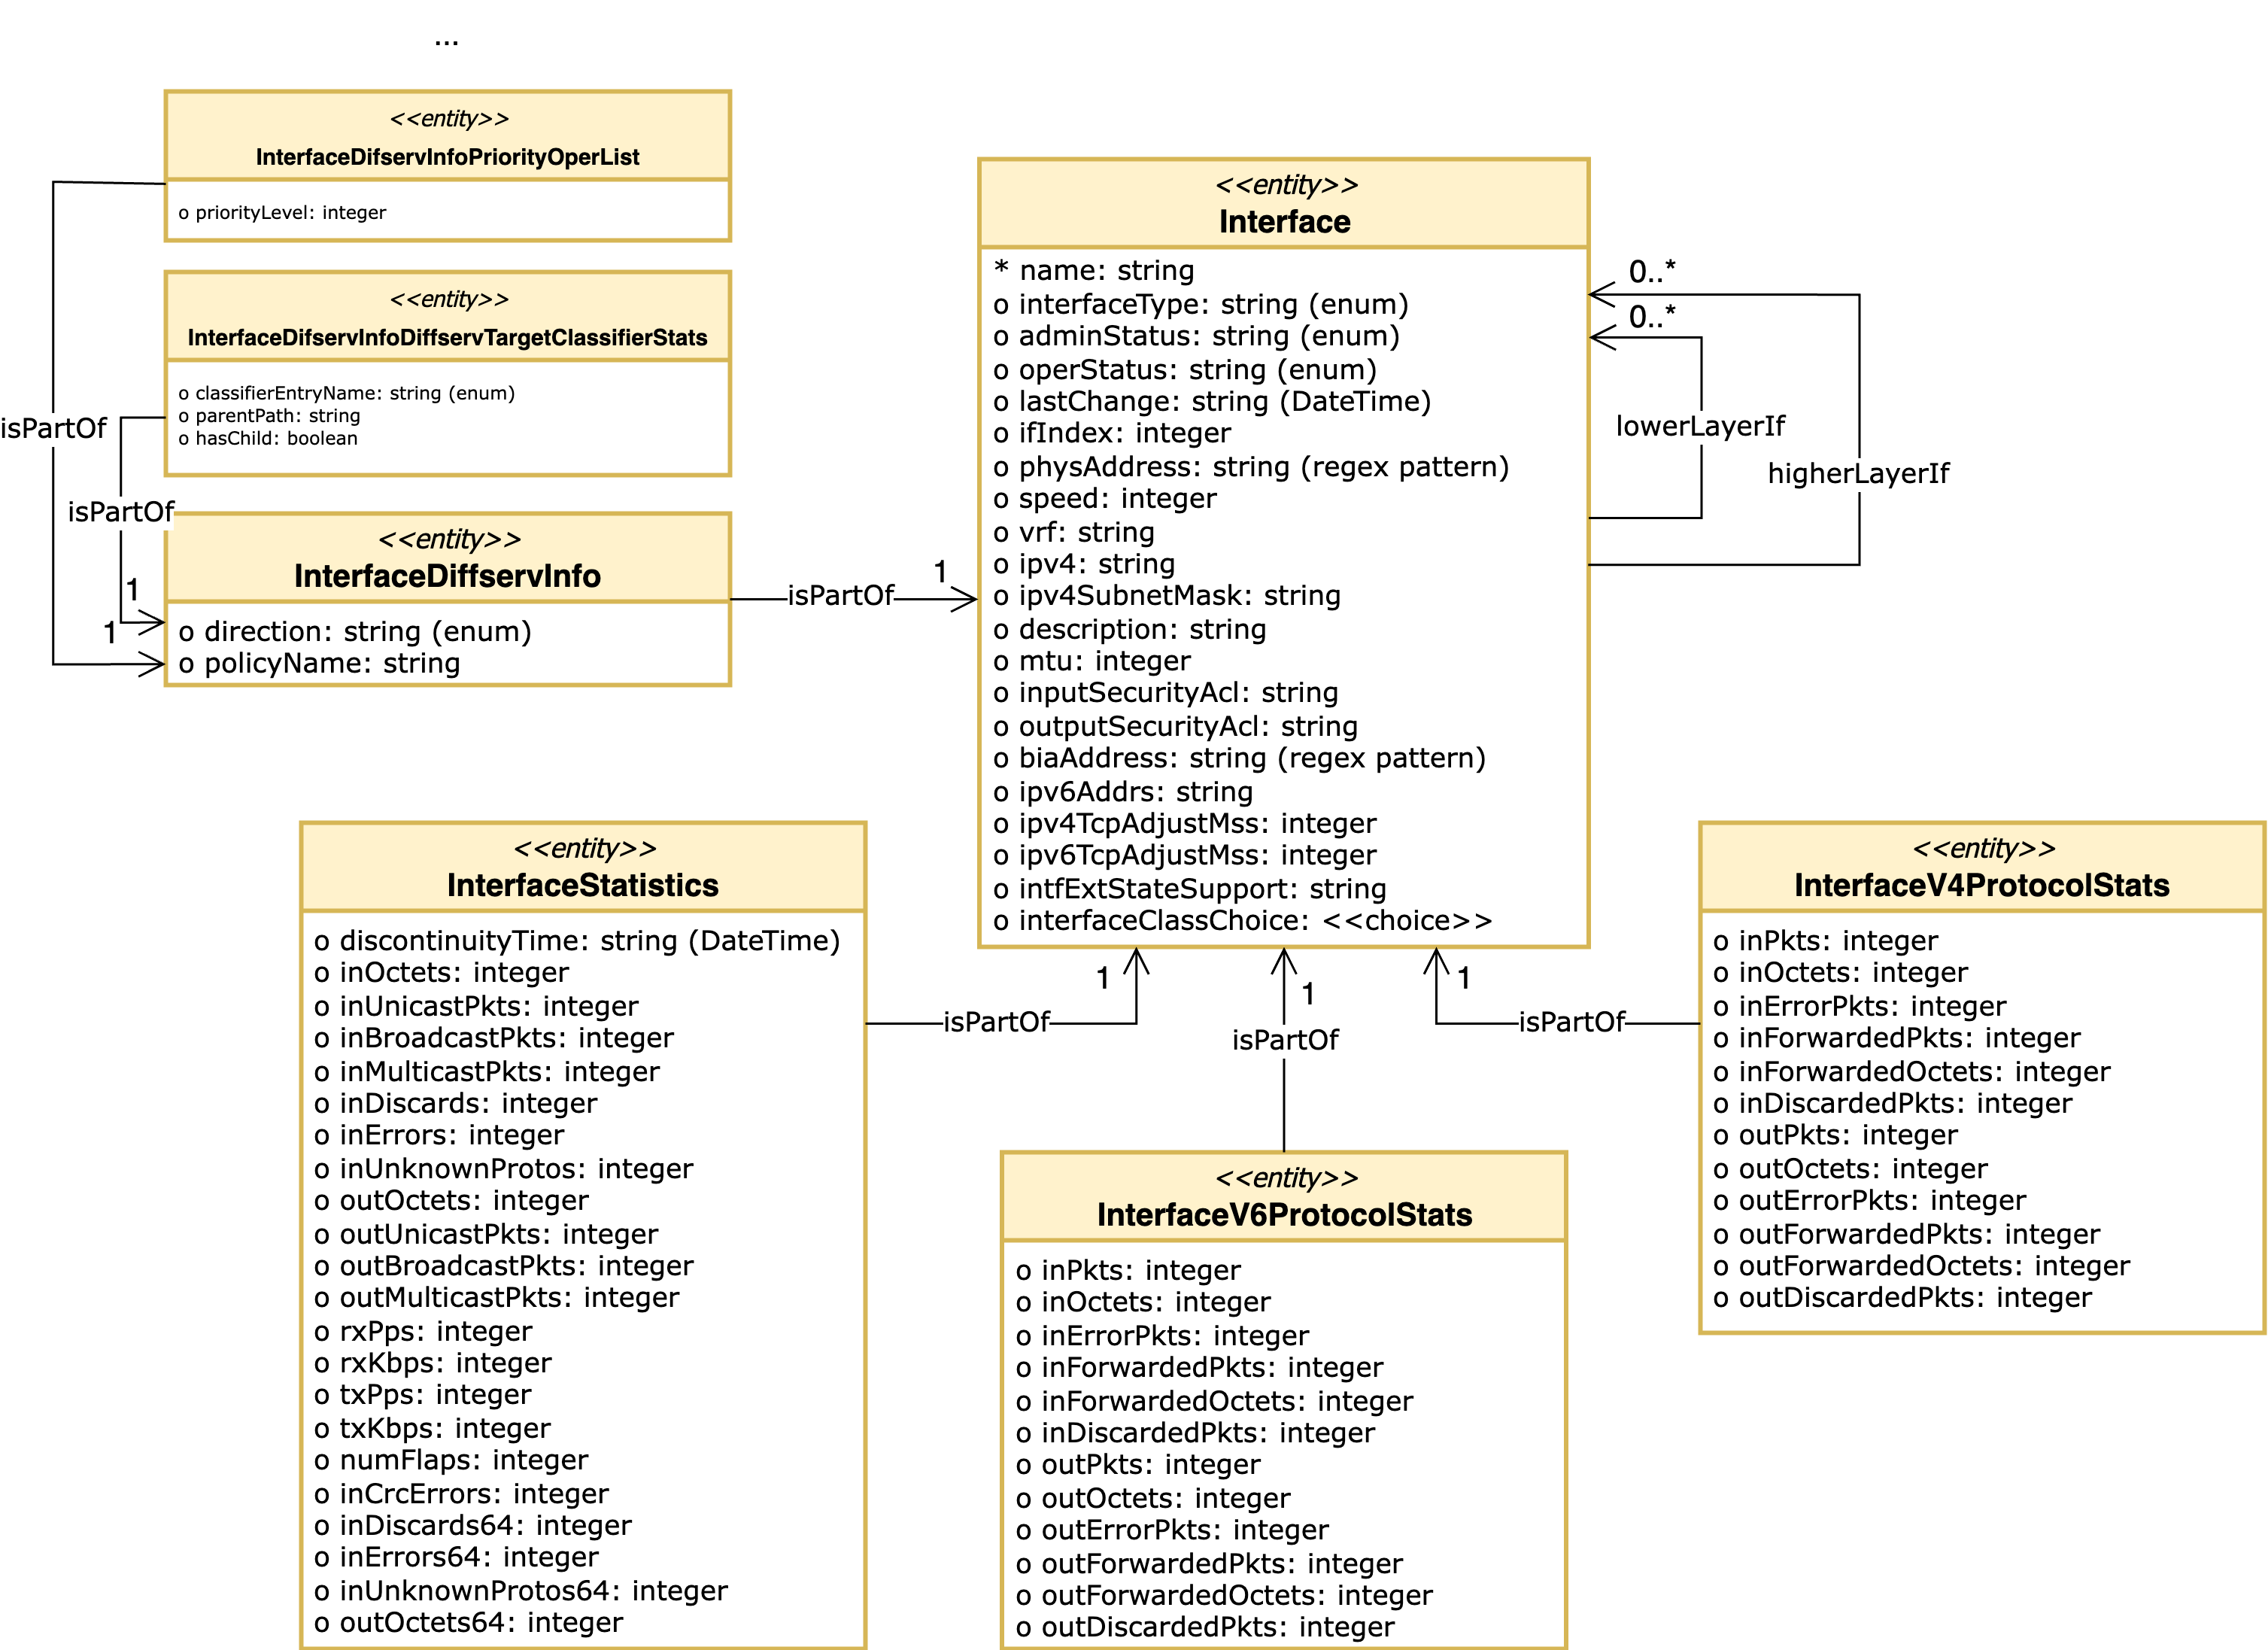 ...
<<entity>>
InterfaceDifservInfoPriorityOperList
o priorityLevel: integer
<<entity>>
InterfaceDifservInfoDiffservTargetClassifierStats
o classifierEntryName: string (enum)
o parentPath: string
o hasChild: boolean
isPartOf
isPartOf
1
1
<<entity>>
InterfaceDiffservInfo
o direction: string (enum)
o policyName: string
isPartOf
1
<<entity>>
Interface
* name: string
o interfaceType: string (enum)
o adminStatus: string (enum)
o operStatus: string (enum)
o lastChange: string (DateTime)
o ifIndex: integer
o physAddress: string (regex pattern)
o speed: integer
o vrf: string
o ipv4: string
o ipv4SubnetMask: string
o description: string
o mtu: integer
o inputSecurityAcl: string
o outputSecurityAcl: string
o biaAddress: string (regex pattern)
o ipv6Addrs: string
o ipv4TcpAdjustMss: integer
o ipv6TcpAdjustMss: integer
o intfExtStateSupport: string
o interfaceClassChoice: <<choice>>
0..*
0..*
lowerLayerIf
higherLayerIf
<<entity>>
InterfaceStatistics
o discontinuityTime: string (DateTime)
o inOctets: integer
o inUnicastPkts: integer
o inBroadcastPkts: integer
o inMulticastPkts: integer
o inDiscards: integer
o inErrors: integer
o inUnknownProtos: integer
o outOctets: integer
o outUnicastPkts: integer
o outBroadcastPkts: integer
o outMulticastPkts: integer
o rxPps: integer
o rxKbps: integer
o txPps: integer
o txKbps: integer
o numFlaps: integer
o inCrcErrors: integer
o inDiscards64: integer
o inErrors64: integer
o inUnknownProtos64: integer
o outOctets64: integer
isPartOf
1
isPartOf
1
isPartOf
1
<<entity>>
InterfaceV6ProtocolStats
o inPkts: integer
o inOctets: integer
o inErrorPkts: integer
o inForwardedPkts: integer
o inForwardedOctets: integer
o inDiscardedPkts: integer
o outPkts: integer
o outOctets: integer
o outErrorPkts: integer
o outForwardedPkts: integer
o outForwardedOctets: integer
o outDiscardedPkts: integer
<<entity>>
InterfaceV4ProtocolStats
o inPkts: integer
o inOctets: integer
o inErrorPkts: integer
o inForwardedPkts: integer
o inForwardedOctets: integer
o inDiscardedPkts: integer
o outPkts: integer
o outOctets: integer
o outErrorPkts: integer
o outForwardedPkts: integer
o outForwardedOctets: integer
o outDiscardedPkts: integer